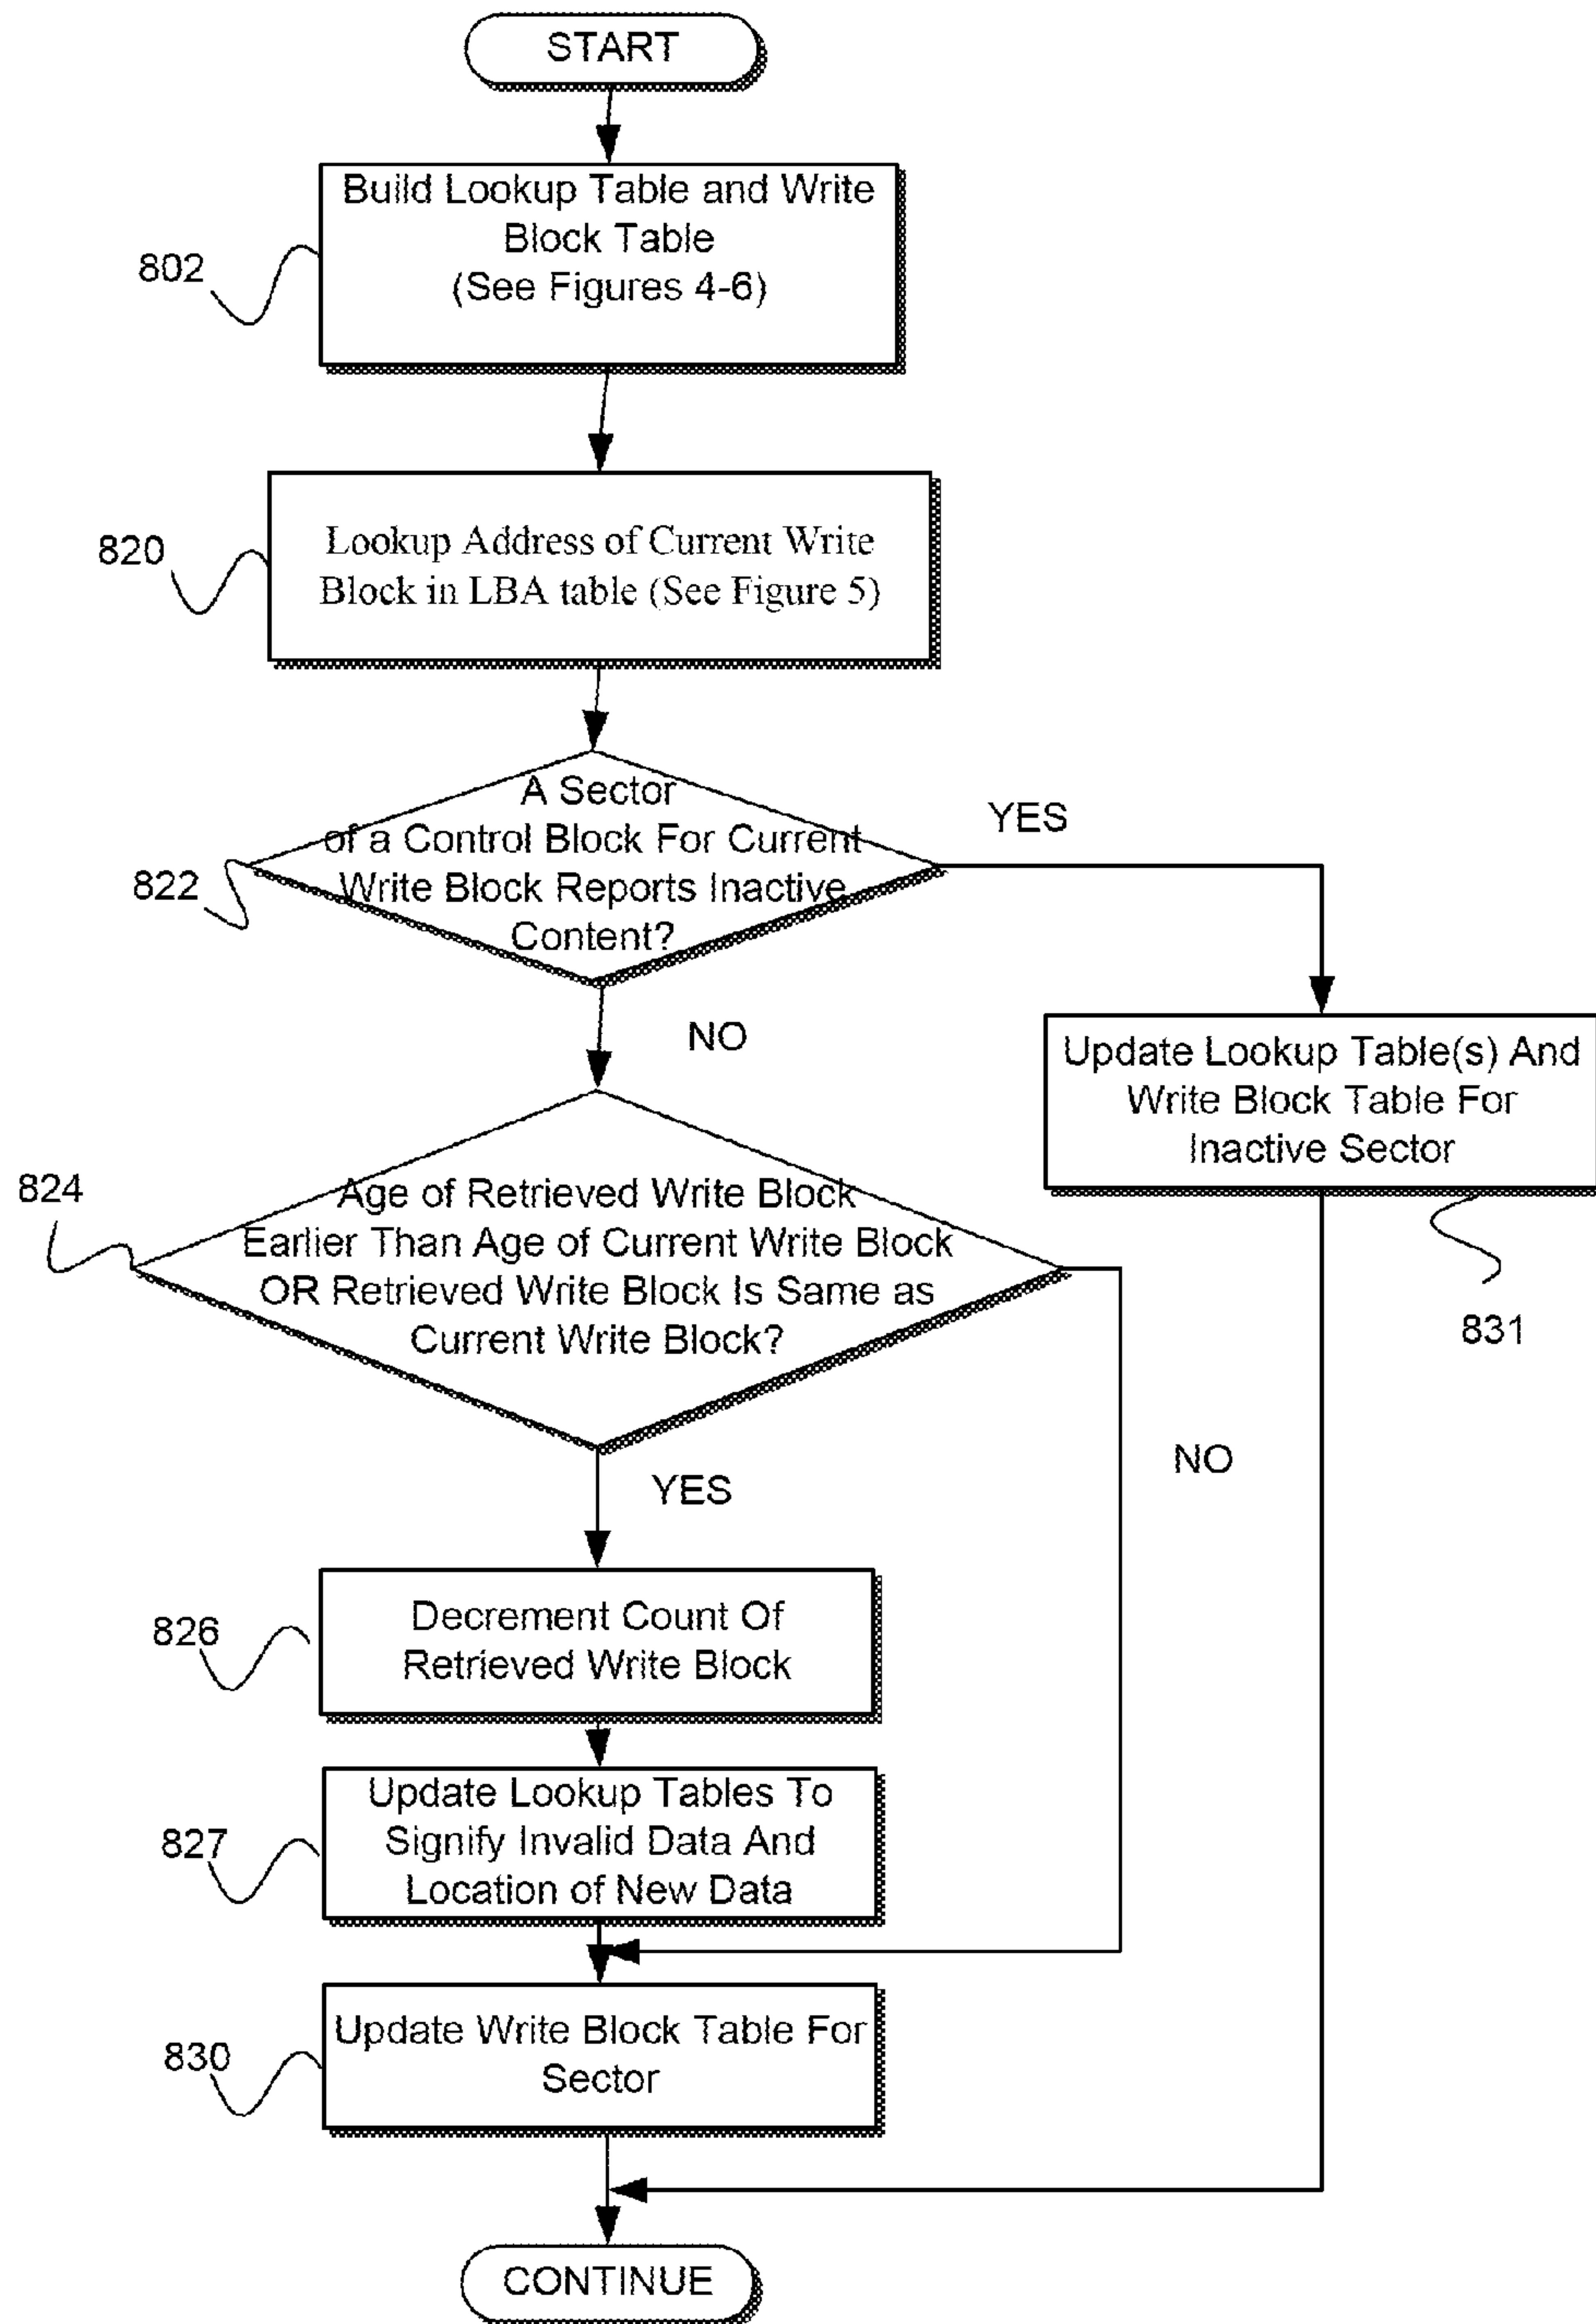 START
Build Lookup Table and Write
Block Table
(See Figures 4-6)
802
Lookup Address of Current Write
Block in LBA table (See Figure 5)
820
A Sector
of a Control Block For Current
Write Block Reports Inactive
Content?
822
YES
NO
Update Lookup Table(s) And
Write Block Table For
Inactive Sector
831
824
Age of Retrieved Write Block
Earlier Than Age of Current Write Block
OR Retrieved Write Block Is Same as
Current Write Block?
NO
YES
Decrement Count Of
Retrieved Write Block
826
Update Lookup Tables To
Signify Invalid Data And
Location of New Data
827
Update Write Block Table For
Sector
830
CONTINUE